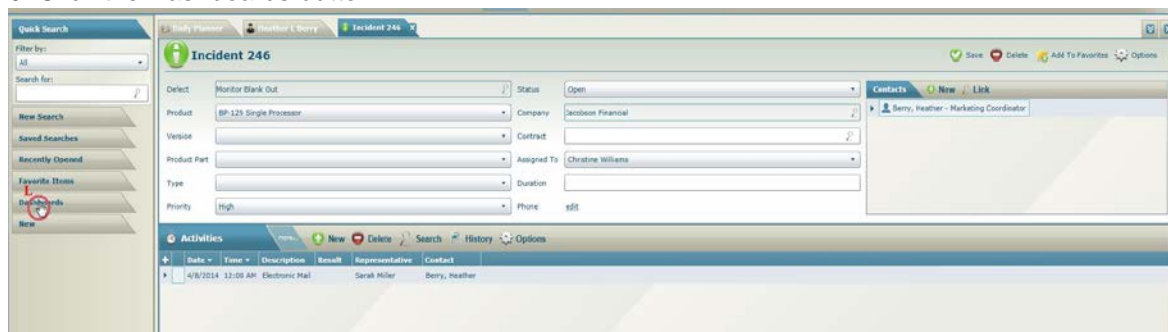 Quick Search
Filter by:
All
Search for:
New Search
Saved Searches
Recently Opened
Favorite Items
L
Dashboards
New
Daily Planner Heather L Berry Incident 246 X
Incident 246
Save Delete Add To Favorites Options
Defect Monitor Blank Out Status Open
Product BP-125 Single Processor Company Jacobson Financial
Version Contract
Product Part Assigned To Christine Williams
Type Duration
Priority High Phone edit
Contacts New Link
Berry, Heather - Marketing Coordinator
Activities more... New Delete Search History Options
Date Time Description Result Representative Contact
4/8/2014 12:08 AM Electronic Mail Sarah Miller Berry, Heather